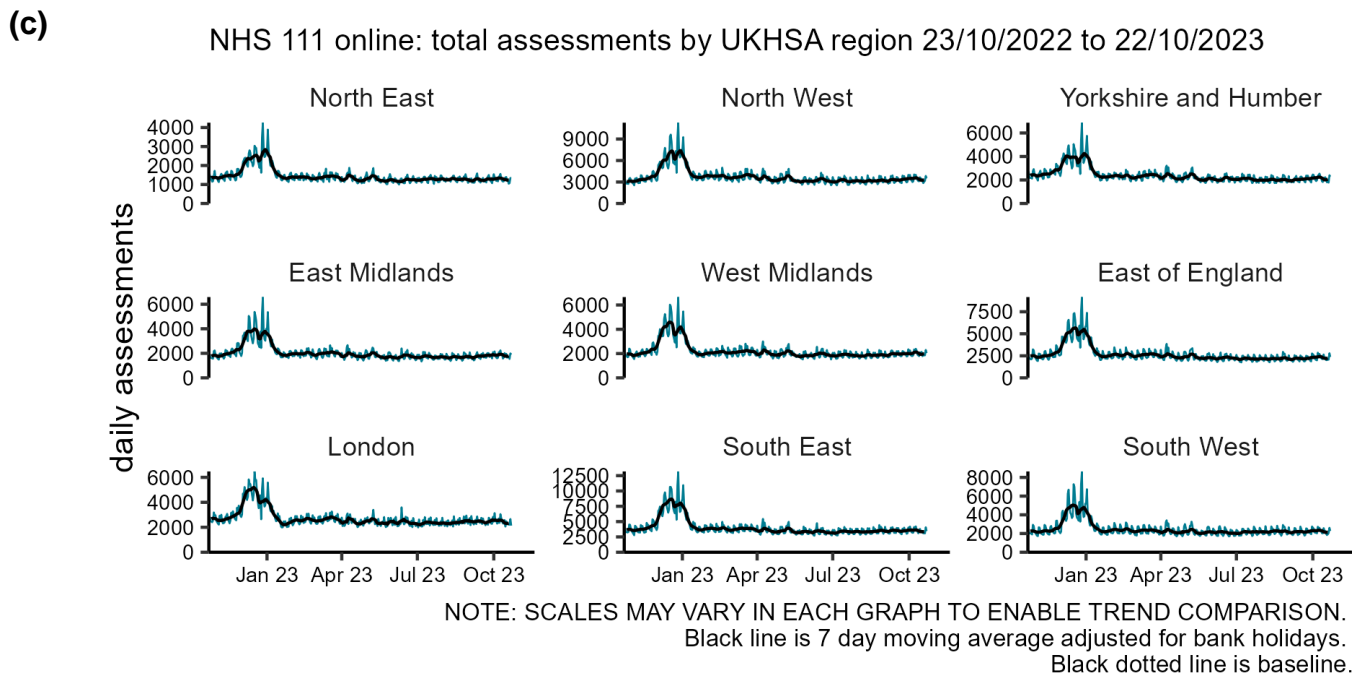 (c)
NHS 111 online: total assessments by UKHSA region 23/10/2022 to 22/10/2023
daily assessments
North East
4000
3000
2000
1000
0
North West
9000
6000
3000
0
Yorkshire and Humber
6000
4000
2000
0
East Midlands
6000
4000
2000
0
West Midlands
6000
4000
2000
0
East of England
7500
5000
2500
0
London
6000
4000
2000
0
Jan 23 Apr 23 Jul 23 Oct 23
South East
12500
10000
7500
5000
2500
0
Jan 23 Apr 23 Jul 23 Oct 23
South West
8000
6000
4000
2000
0
Jan 23 Apr 23 Jul 23 Oct 23
NOTE: SCALES MAY VARY IN EACH GRAPH TO ENABLE TREND COMPARISON.
Black line is 7 day moving average adjusted for bank holidays.
Black dotted line is baseline.